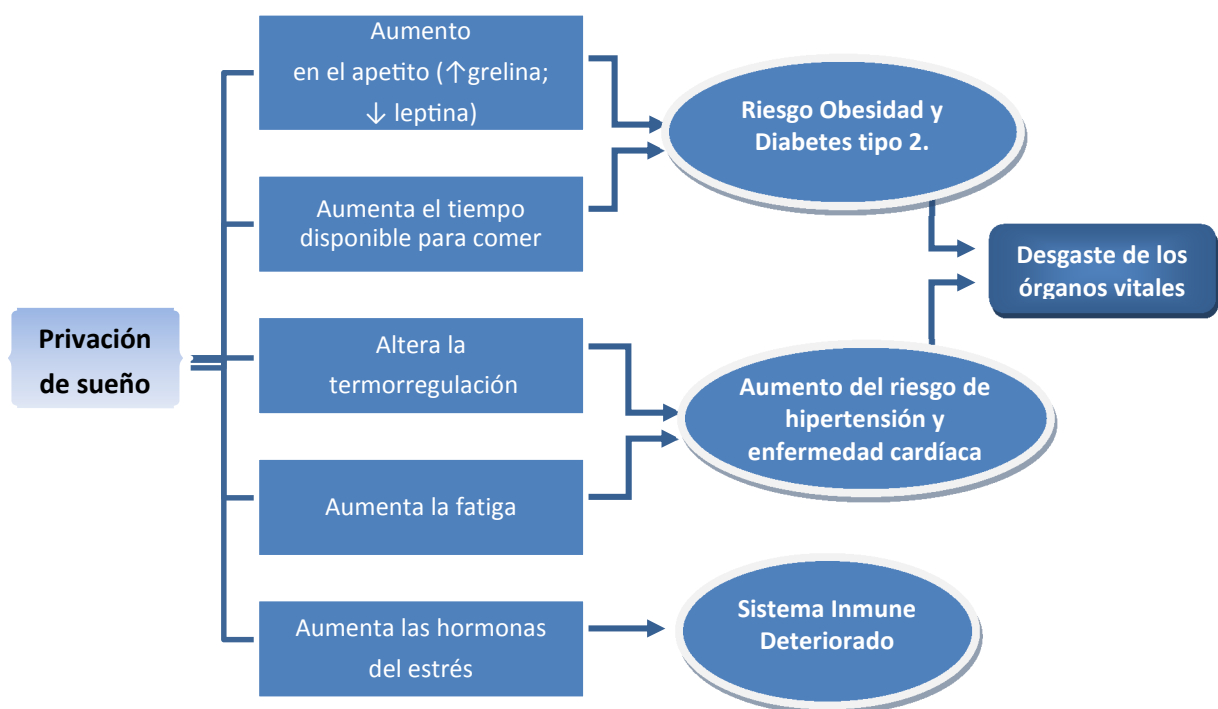 Privación
de sueño
Aumento
en el apetito (↑grelina;
↓ leptina)
Aumenta el tiempo
disponible para comer
Altera la
termorregulación
Aumenta la fatiga
Aumenta las hormonas
del estrés
Riesgo Obesidad y
Diabetes tipo 2.
Aumento del riesgo de
hipertensión y
enfermedad cardíaca
Sistema Inmune
Deteriorado
Desgaste de los
órganos vitales